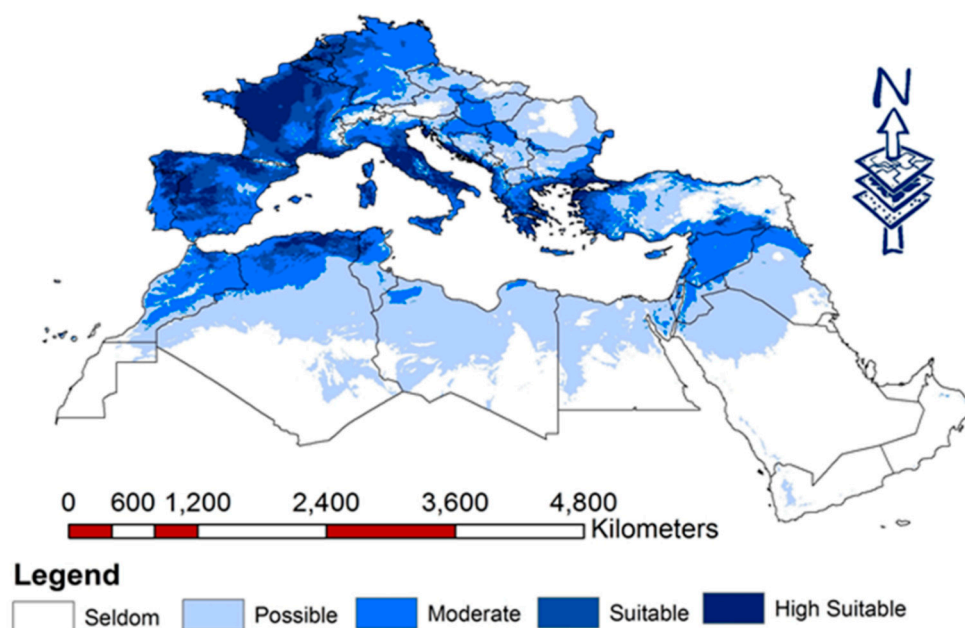 N
0 600 1,200 2,400 3,600 4,800
Kilometers
Legend
Seldom Possible Moderate Suitable High Suitable